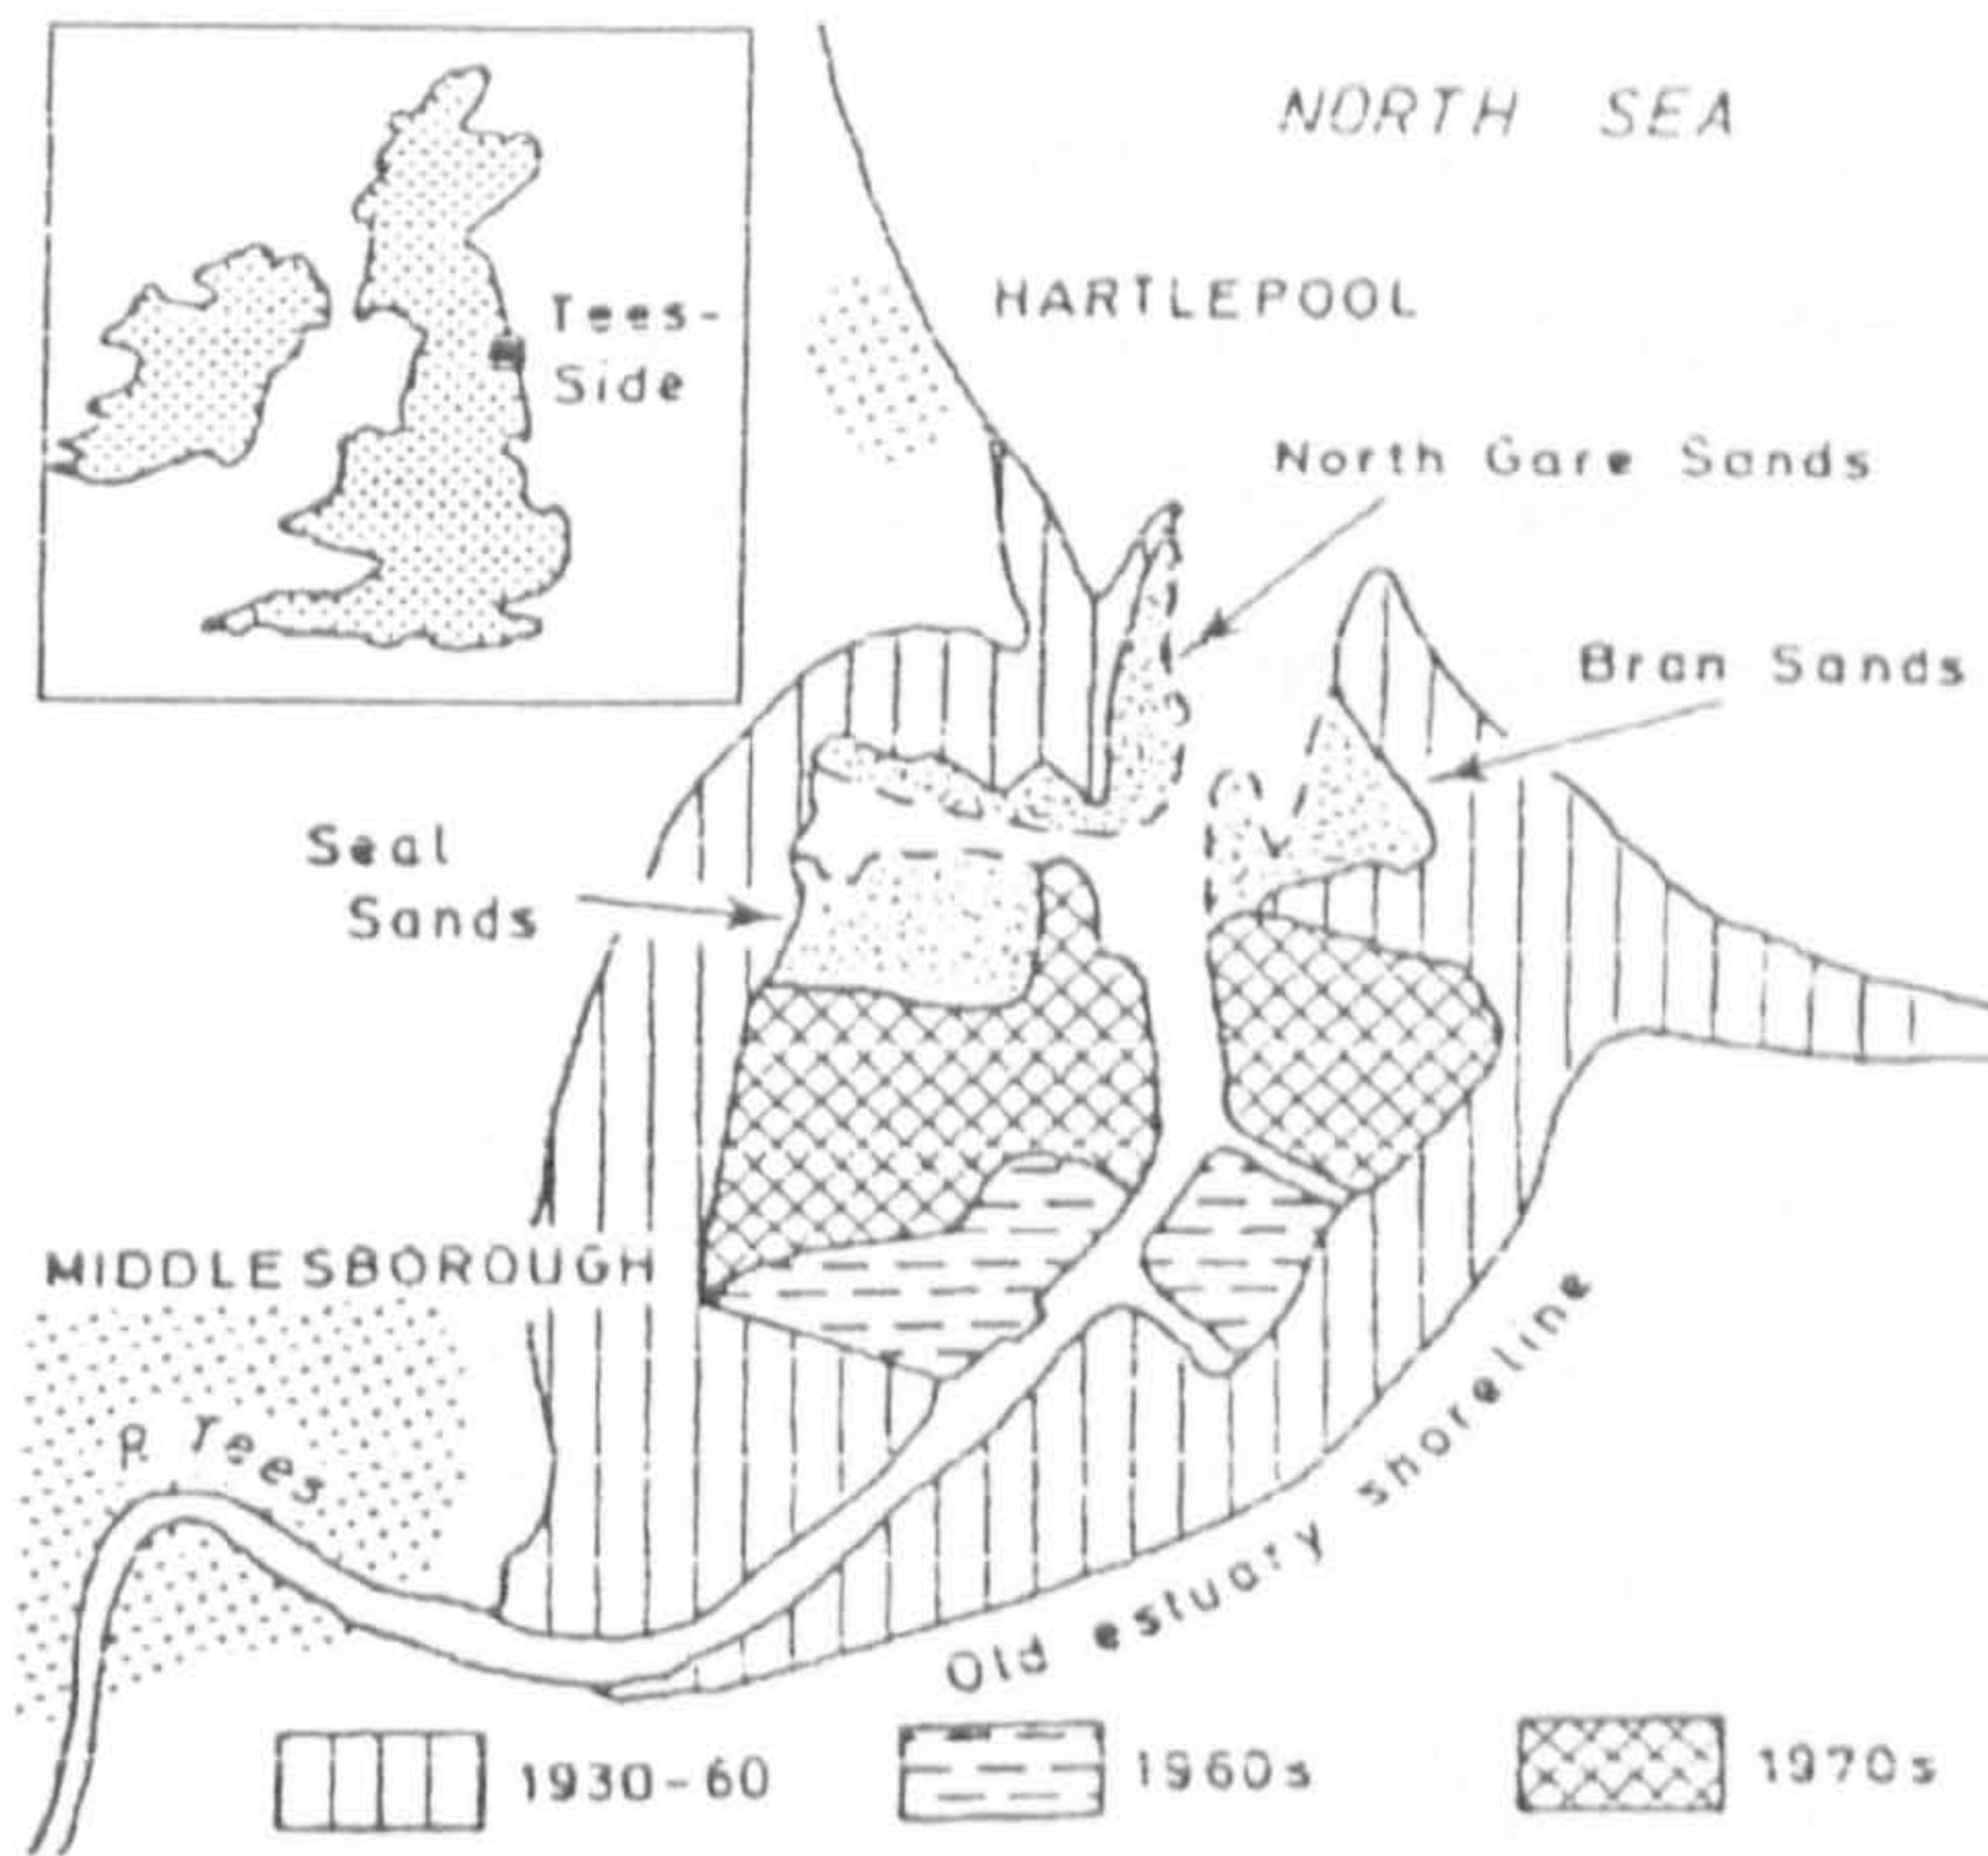 NORTH SEA
Tees-
Side
HARTLEPOOL
North Gare Sands
Bran Sands
Seal
Sands
MIDDLESBOROUGH
R Tees
Old estuary shoreline
1930-60
1960s
1970s